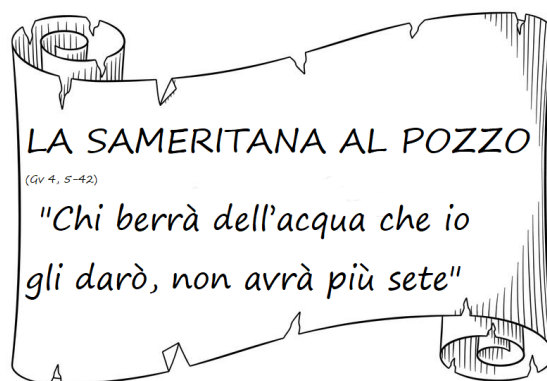 LA SAMERITANA AL POZZO
(Gv 4, 5-42)
"Chi berrà dell'acqua che io
gli darò, non avrà più sete"